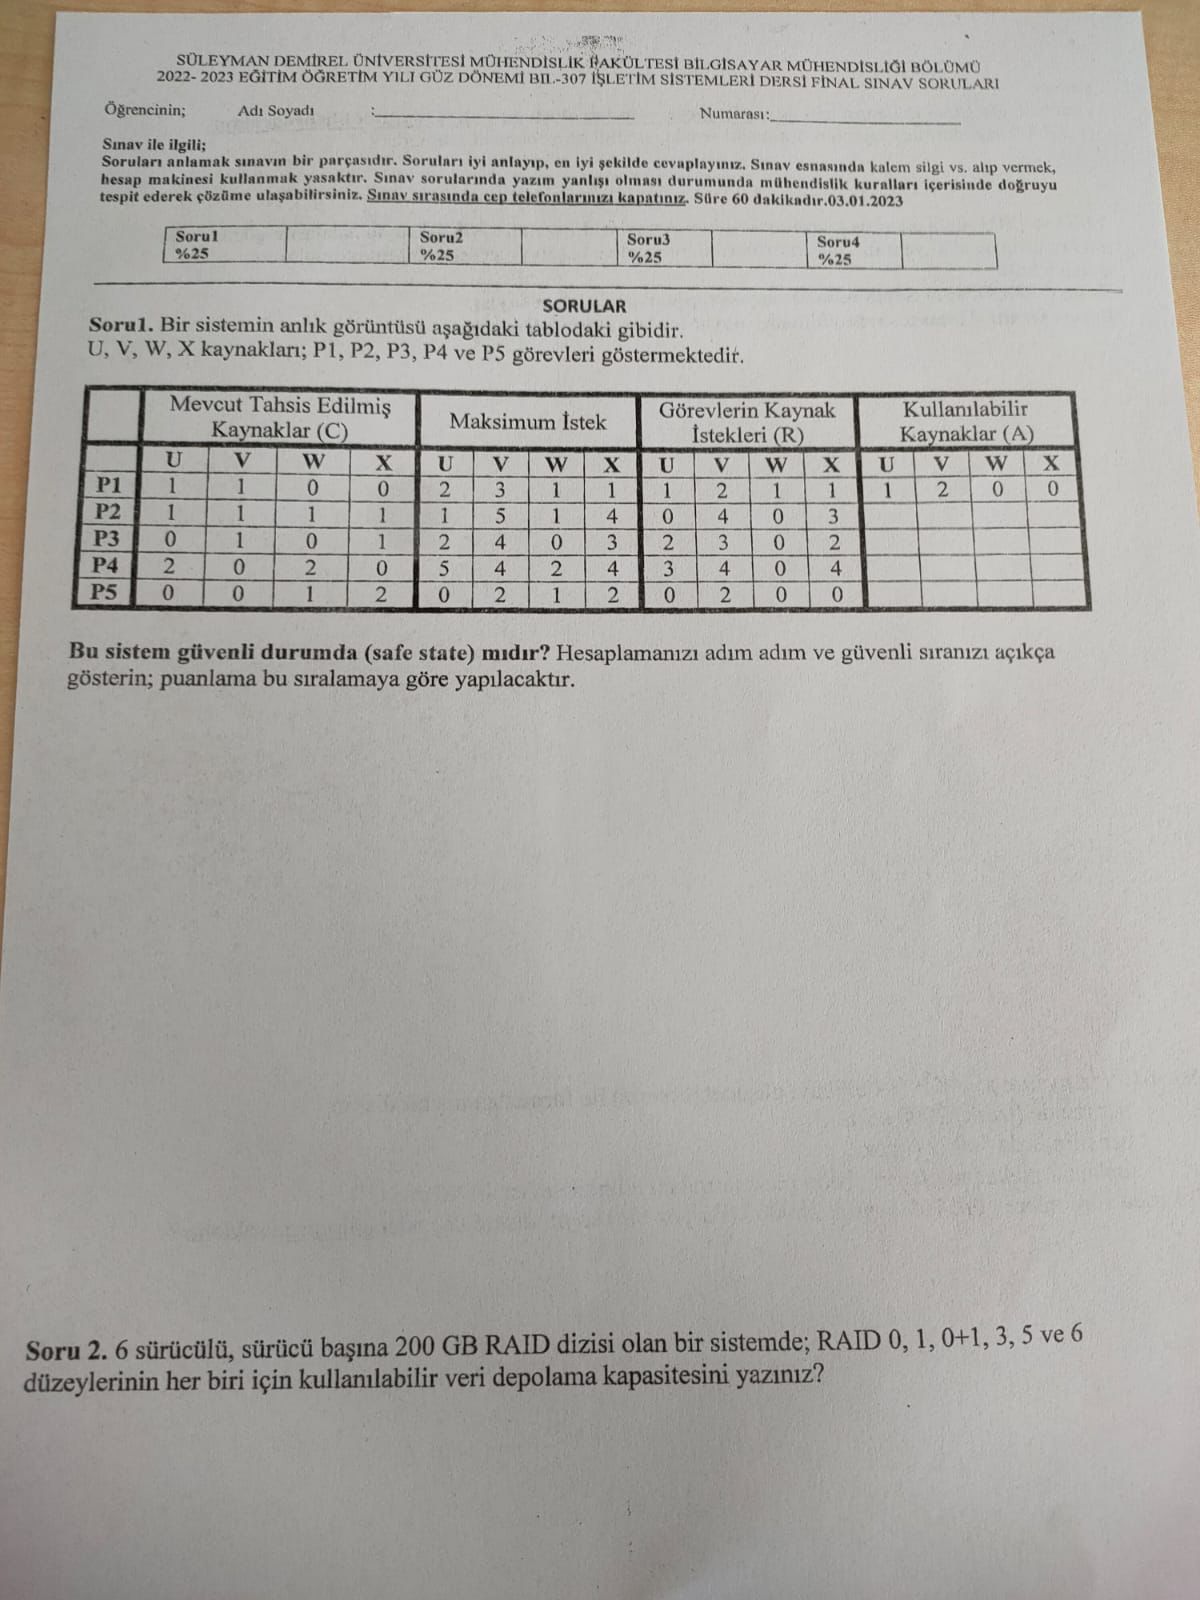 SÜLEYMAN DEMİREL ÜNİVERSİTESİ MÜHENDİSLİK FAKÜLTESİ BİLGİSAYAR MÜHENDİSLİĞİ BÖLÜMÜ
2022- 2023 EĞİTİM ÖĞRETİM YILI GÜZ DÖNEMİ BIL.-307 İŞLETİM SİSTEMLERİ DERSİ FİNAL SINAV SORULARI
Öğrencinin; Adı Soyadı :____________ Numarası:____________
Sınav ile ilgili;
Soruları anlamak sınavın bir parçasıdır. Soruları iyi anlayıp, en iyi şekilde cevaplayınız. Sınav esnasında kalem silgi vs. alıp vermek,
hesap makinesi kullanmak yasaktır. Sınav sorularında yazım yanlışı olması durumunda mühendislik kuralları içerisinde doğruyu
tespit ederek çözüme ulaşabilirsiniz. Sınav sırasında cep telefonlarınızı kapatınız. Süre 60 dakikadır.03.01.2023
Soru1 Soru2 Soru3 Soru4
%25 %25 %25 %25
SORULAR
Soru1. Bir sistemin anlık görüntüsü aşağıdaki tablodaki gibidir.
U, V, W, X kaynakları; P1, P2, P3, P4 ve P5 görevleri göstermektedir.
Mevcut Tahsis Edilmiş Kaynaklar (C) Maksimum İstek Görevlerin Kaynak İstekleri (R) Kullanılabilir Kaynaklar (A)
U V W X U V W X U V W X U V W X
P1 1 1 0 0 2 3 1 1 1 2 1 1 1 2 0 0
P2 1 1 1 1 1 5 1 4 0 4 0 3
P3 0 1 0 1 2 4 0 3 2 3 0 2
P4 2 0 2 0 5 4 2 4 3 4 0 4
P5 0 0 1 2 0 2 1 2 0 2 0 0
Bu sistem güvenli durumda (safe state) mıdır? Hesaplamanızı adım adım ve güvenli sıranızı açıkça
gösterin; puanlama bu sıralamaya göre yapılacaktır.
Soru 2. 6 sürücülü, sürücü başına 200 GB RAID dizisi olan bir sistemde; RAID 0, 1, 0+1, 3, 5 ve 6
düzeylerinin her biri için kullanılabilir veri depolama kapasitesini yazınız?